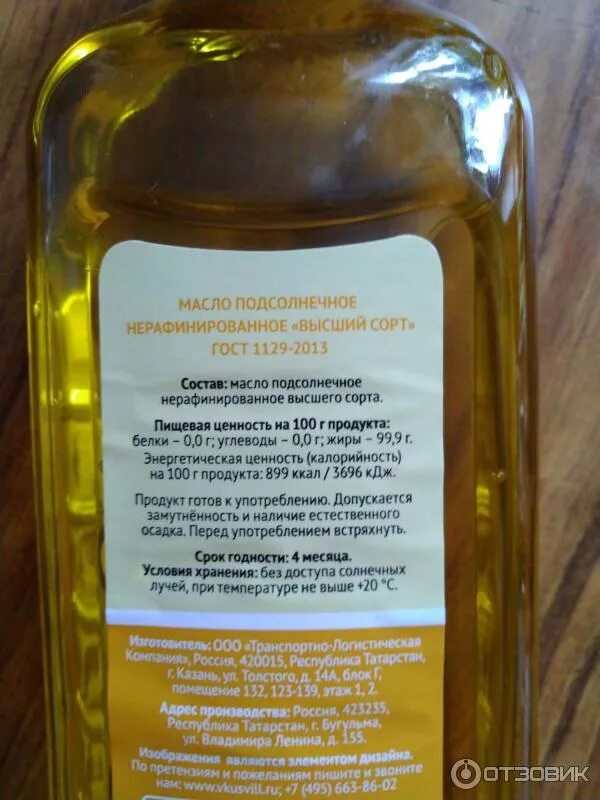 МАСЛО ПОДСОЛНЕЧНОЕ
НЕРАФИНИРОВАННОЕ «ВЫСШИЙ СОРТ»
ГОСТ 1129-2013
Состав: масло подсолнечное
нерафинированное высшего сорта.
Пищевая ценность на 100 г продукта:
белки – 0,0 г; углеводы – 0,0 г; жиры – 99,9 г.
Энергетическая ценность (калорийность)
на 100 г продукта: 899 ккал / 3696 кДж.
Продукт готов к употреблению. Допускается
замутнённость и наличие естественного
осадка. Перед употреблением встряхнуть.
Срок годности: 4 месяца.
Условия хранения: без доступа солнечных
лучей, при температуре не выше +20 °С.
Изготовитель: ООО «Транспортно-Логистическая
Компания», Россия, 420015, Республика Татарстан,
г. Казань, ул. Толстого, д. 14А, блок Г,
помещение 132, 123-139, этаж 1, 2.
Адрес производства: Россия, 423235,
Республика Татарстан, г. Бугульма,
ул. Владимира Ленина, д. 155.
Изображения являются элементом дизайна.
По претензиям и пожеланиям пишите и звоните
нам: www.vkusvill.ru; +7 (495) 663-86-02
ОТЗОВИК